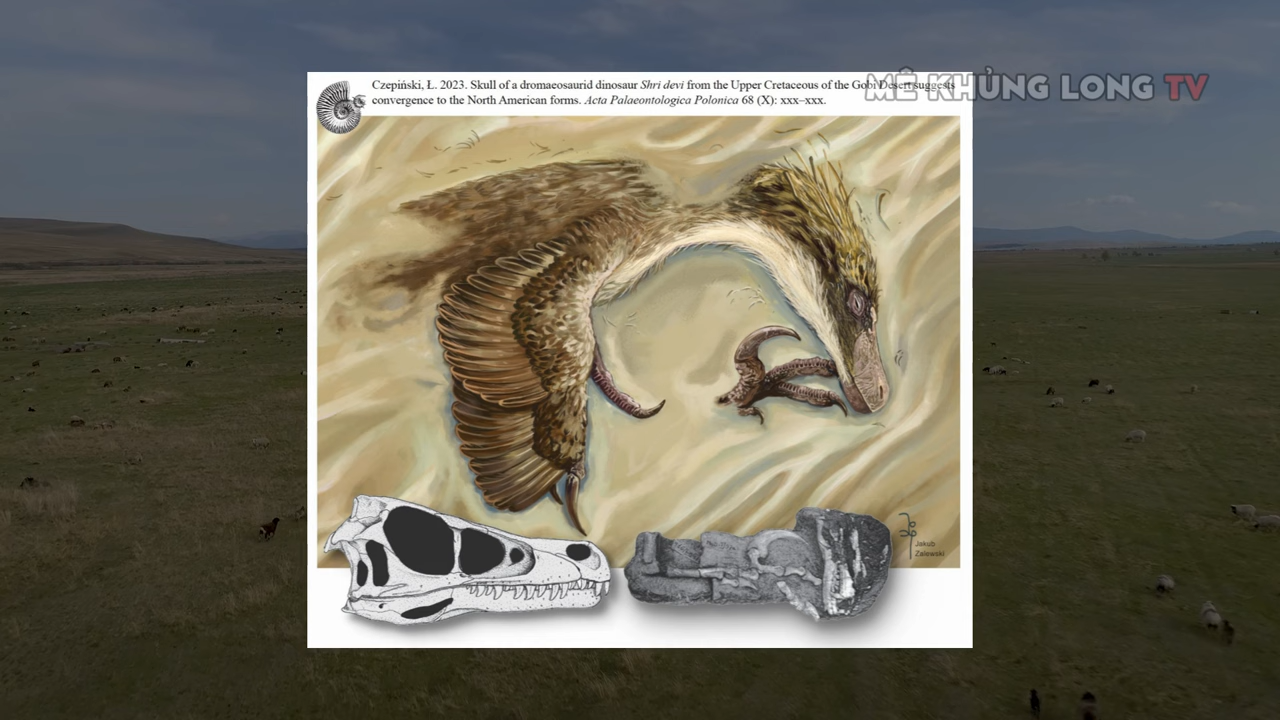 MÊ KHỦNG LONG TV
Czepiński, Ł. 2023. Skull of a dromaeosaurid dinosaur Shri devi from the Upper Cretaceous of the Gobi Desert suggests
convergence to the North American forms. Acta Palaeontologica Polonica 68 (X): xxx–xxx.
Jakub
Zalewski